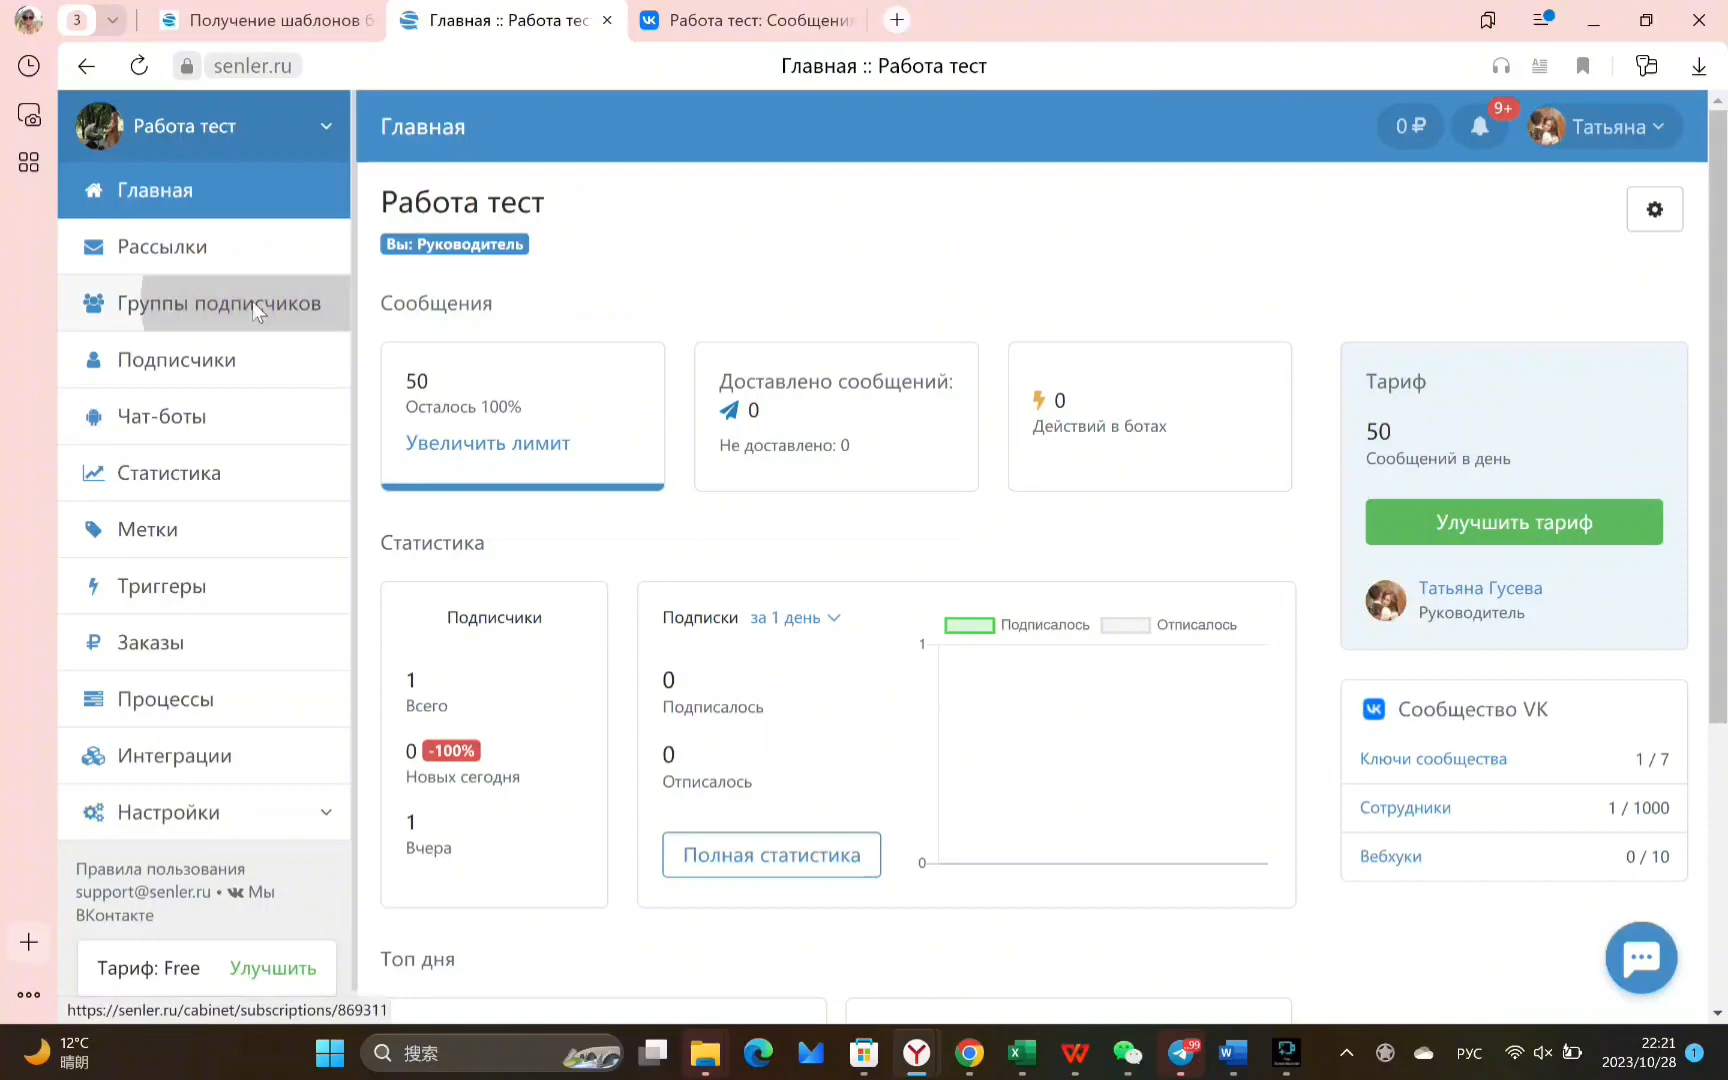 3
Получение шаблонов б
Главная :: Работа тес
Работа тест: Сообщения
senler.ru
Главная :: Работа тест
Работа тест
Главная
0 ₽
9+
Татьяна
Главная
Рассылки
Группы подписчиков
Подписчики
Чат-боты
Статистика
Метки
Триггеры
Заказы
Процессы
Интеграции
Настройки
Правила пользования
support@senler.ru • Мы
ВКонтакте
Тариф: Free Улучшить
https://senler.ru/cabinet/subscriptions/869311
Работа тест
Вы: Руководитель
Сообщения
50
Осталось 100%
Увеличить лимит
Доставлено сообщений:
0
Не доставлено: 0
0
Действий в ботах
Тариф
50
Сообщений в день
Улучшить тариф
Татьяна Гусева
Руководитель
Статистика
Подписчики
1
Всего
0 -100%
Новых сегодня
1
Вчера
Подписки за 1 день
0
Подписалось
0
Отписалось
Полная статистика
Подписалось Отписалось
1
0
Сообщество VK
Ключи сообщества 1 / 7
Сотрудники 1 / 1000
Вебхуки 0 / 10
Топ дня
12°C
晴朗
搜索
99
РУС
22:21
2023/10/28
1